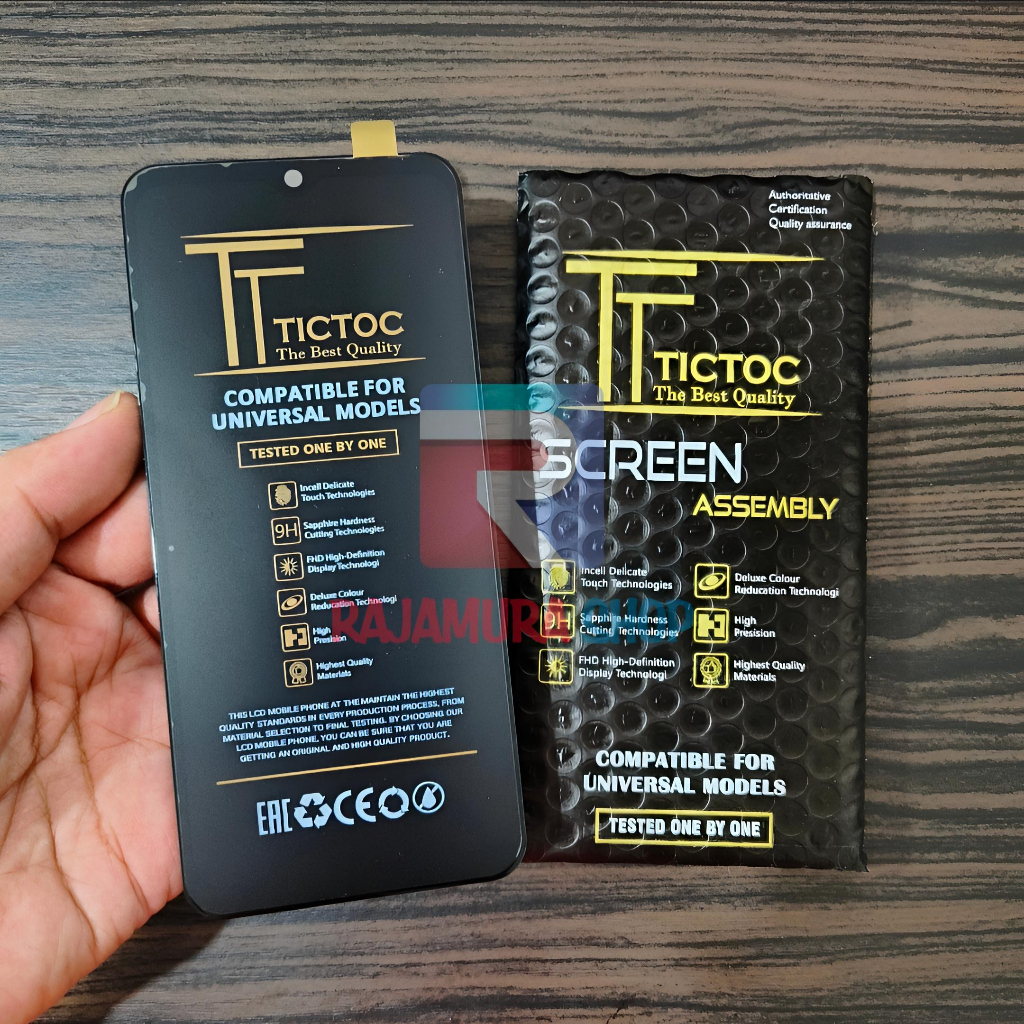 TT TICTOC
The Best Quality
COMPATIBLE FOR
UNIVERSAL MODELS
TESTED ONE BY ONE
Incell Delicate
Touch Technologies
9H
Sapphire Hardness
Cutting Technologies
FHD High-Definition
Display Technologi
Deluxe Colour
Reducation Technologi
High
Presision
Highest Quality
Materials
THIS LCD MOBILE PHONE AT THE MAINTAIN THE HIGHEST
QUALITY STANDARDS IN EVERY PRODUCTION PROCESS, FROM
MATERIAL SELECTION TO FINAL TESTING. BY CHOOSING OUR
LCD MOBILE PHONE, YOU CAN BE SURE THAT YOU ARE
GETTING AN ORIGINAL AND HIGH QUALITY PRODUCT.
EAC CE
Authoritative
Certification
Quality assurance
TT TICTOC
The Best Quality
SCREEN
ASSEMBLY
Incell Delicate
Touch Technologies
9H
Sapphire Hardness
Cutting Technologies
FHD High-Definition
Display Technologi
Deluxe Colour
Reducation Technologi
High
Presision
Highest Quality
Materials
COMPATIBLE FOR
UNIVERSAL MODELS
TESTED ONE BY ONE
R
RAJAMURA SHOP